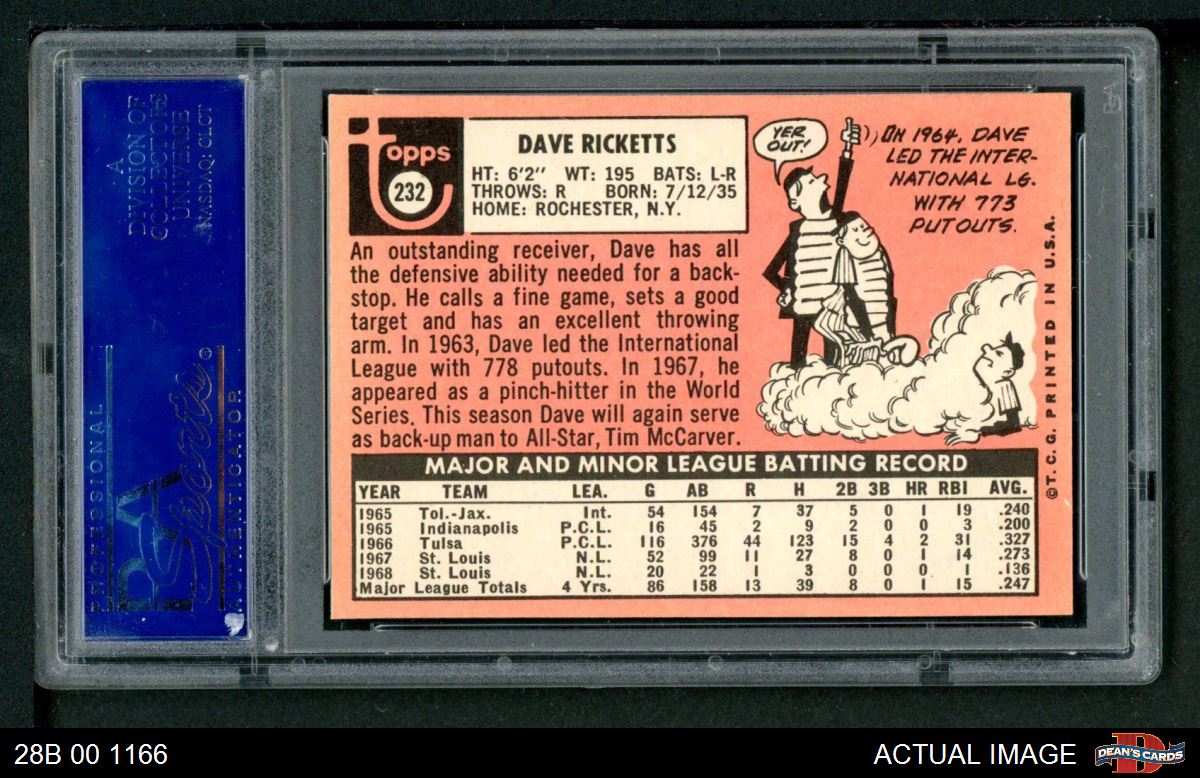 A
DIVISION OF
COLLECTORS
UNIVERSE
NASDAQ: CLCT
PROFESSIONAL
PSA
Sports
AUTHENTICATOR
topps
232
DAVE RICKETTS
HT: 6'2" WT: 195 BATS: L-R
THROWS: R BORN: 7/12/35
HOME: ROCHESTER, N.Y.
YER
OUT!
IN 1964, DAVE
LED THE INTER-
NATIONAL LG.
WITH 773
PUTOUTS.
An outstanding receiver, Dave has all
the defensive ability needed for a back-
stop. He calls a fine game, sets a good
target and has an excellent throwing
arm. In 1963, Dave led the International
League with 778 putouts. In 1967, he
appeared as a pinch-hitter in the World
Series. This season Dave will again serve
as back-up man to All-Star, Tim McCarver.
©T.C.G. PRINTED IN U.S.A.
MAJOR AND MINOR LEAGUE BATTING RECORD
YEAR TEAM LEA. G AB R H 2B 3B HR RBI AVG.
1965 Tol.-Jax. Int. 54 154 7 37 5 0 1 19 .240
1965 Indianapolis P.C.L. 16 45 2 9 2 0 0 3 .200
1966 Tulsa P.C.L. 116 376 44 123 15 4 2 31 .327
1967 St. Louis N.L. 52 99 11 27 8 0 1 14 .273
1968 St. Louis N.L. 20 22 1 3 0 0 0 1 .136
Major League Totals 4 Yrs. 86 158 13 39 8 0 1 15 .247
28B 00 1166
ACTUAL IMAGE
D
DEAN'S CARDS